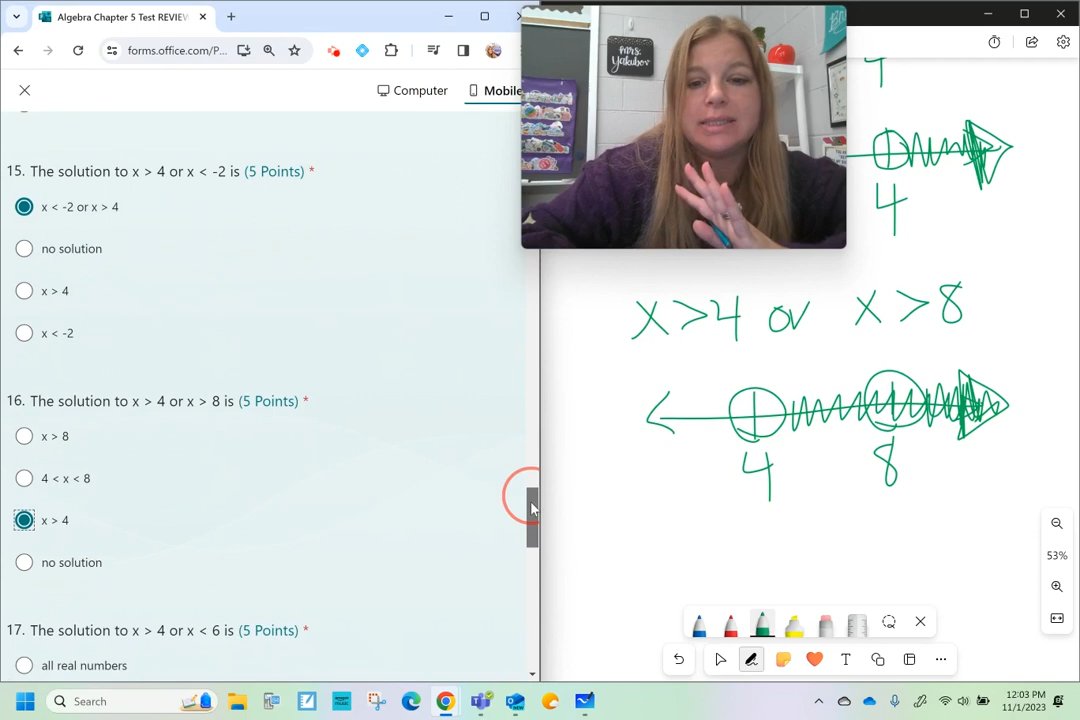 Algebra Chapter 5 Test REVIEW
forms.office.com/P...
Computer
Mobile
15. The solution to x > 4 or x < -2 is (5 Points) *
x < -2 or x > 4
no solution
x > 4
x < -2
16. The solution to x > 4 or x > 8 is (5 Points) *
x > 8
4 < x < 8
x > 4
no solution
17. The solution to x > 4 or x < 6 is (5 Points) *
all real numbers
Mrs.
Yakubov
4
4
x > 4 or x > 8
4 8
53%
Search
12:03 PM
11/1/2023